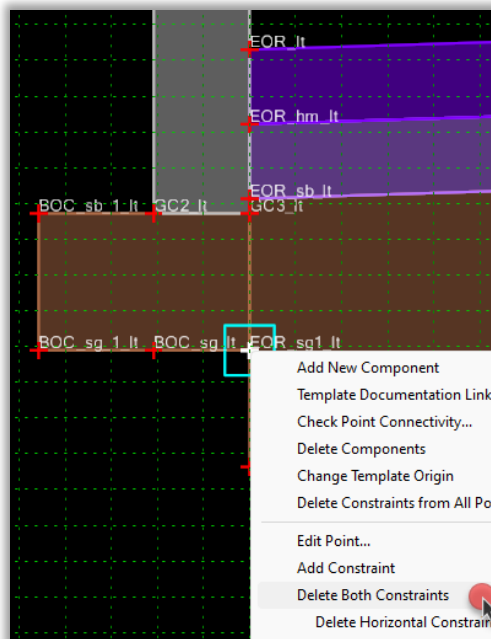 EOR_lt
EOR_hm_lt
EOR_sb_lt
BOC_sb_1_lt GC2_lt GC3_lt
BOC_sg_1_lt BOC_sg_lt EOR_sg1_lt
Add New Component
Template Documentation Link
Check Point Connectivity...
Delete Components
Change Template Origin
Delete Constraints from All Po
Edit Point...
Add Constraint
Delete Both Constraints
Delete Horizontal Constrain